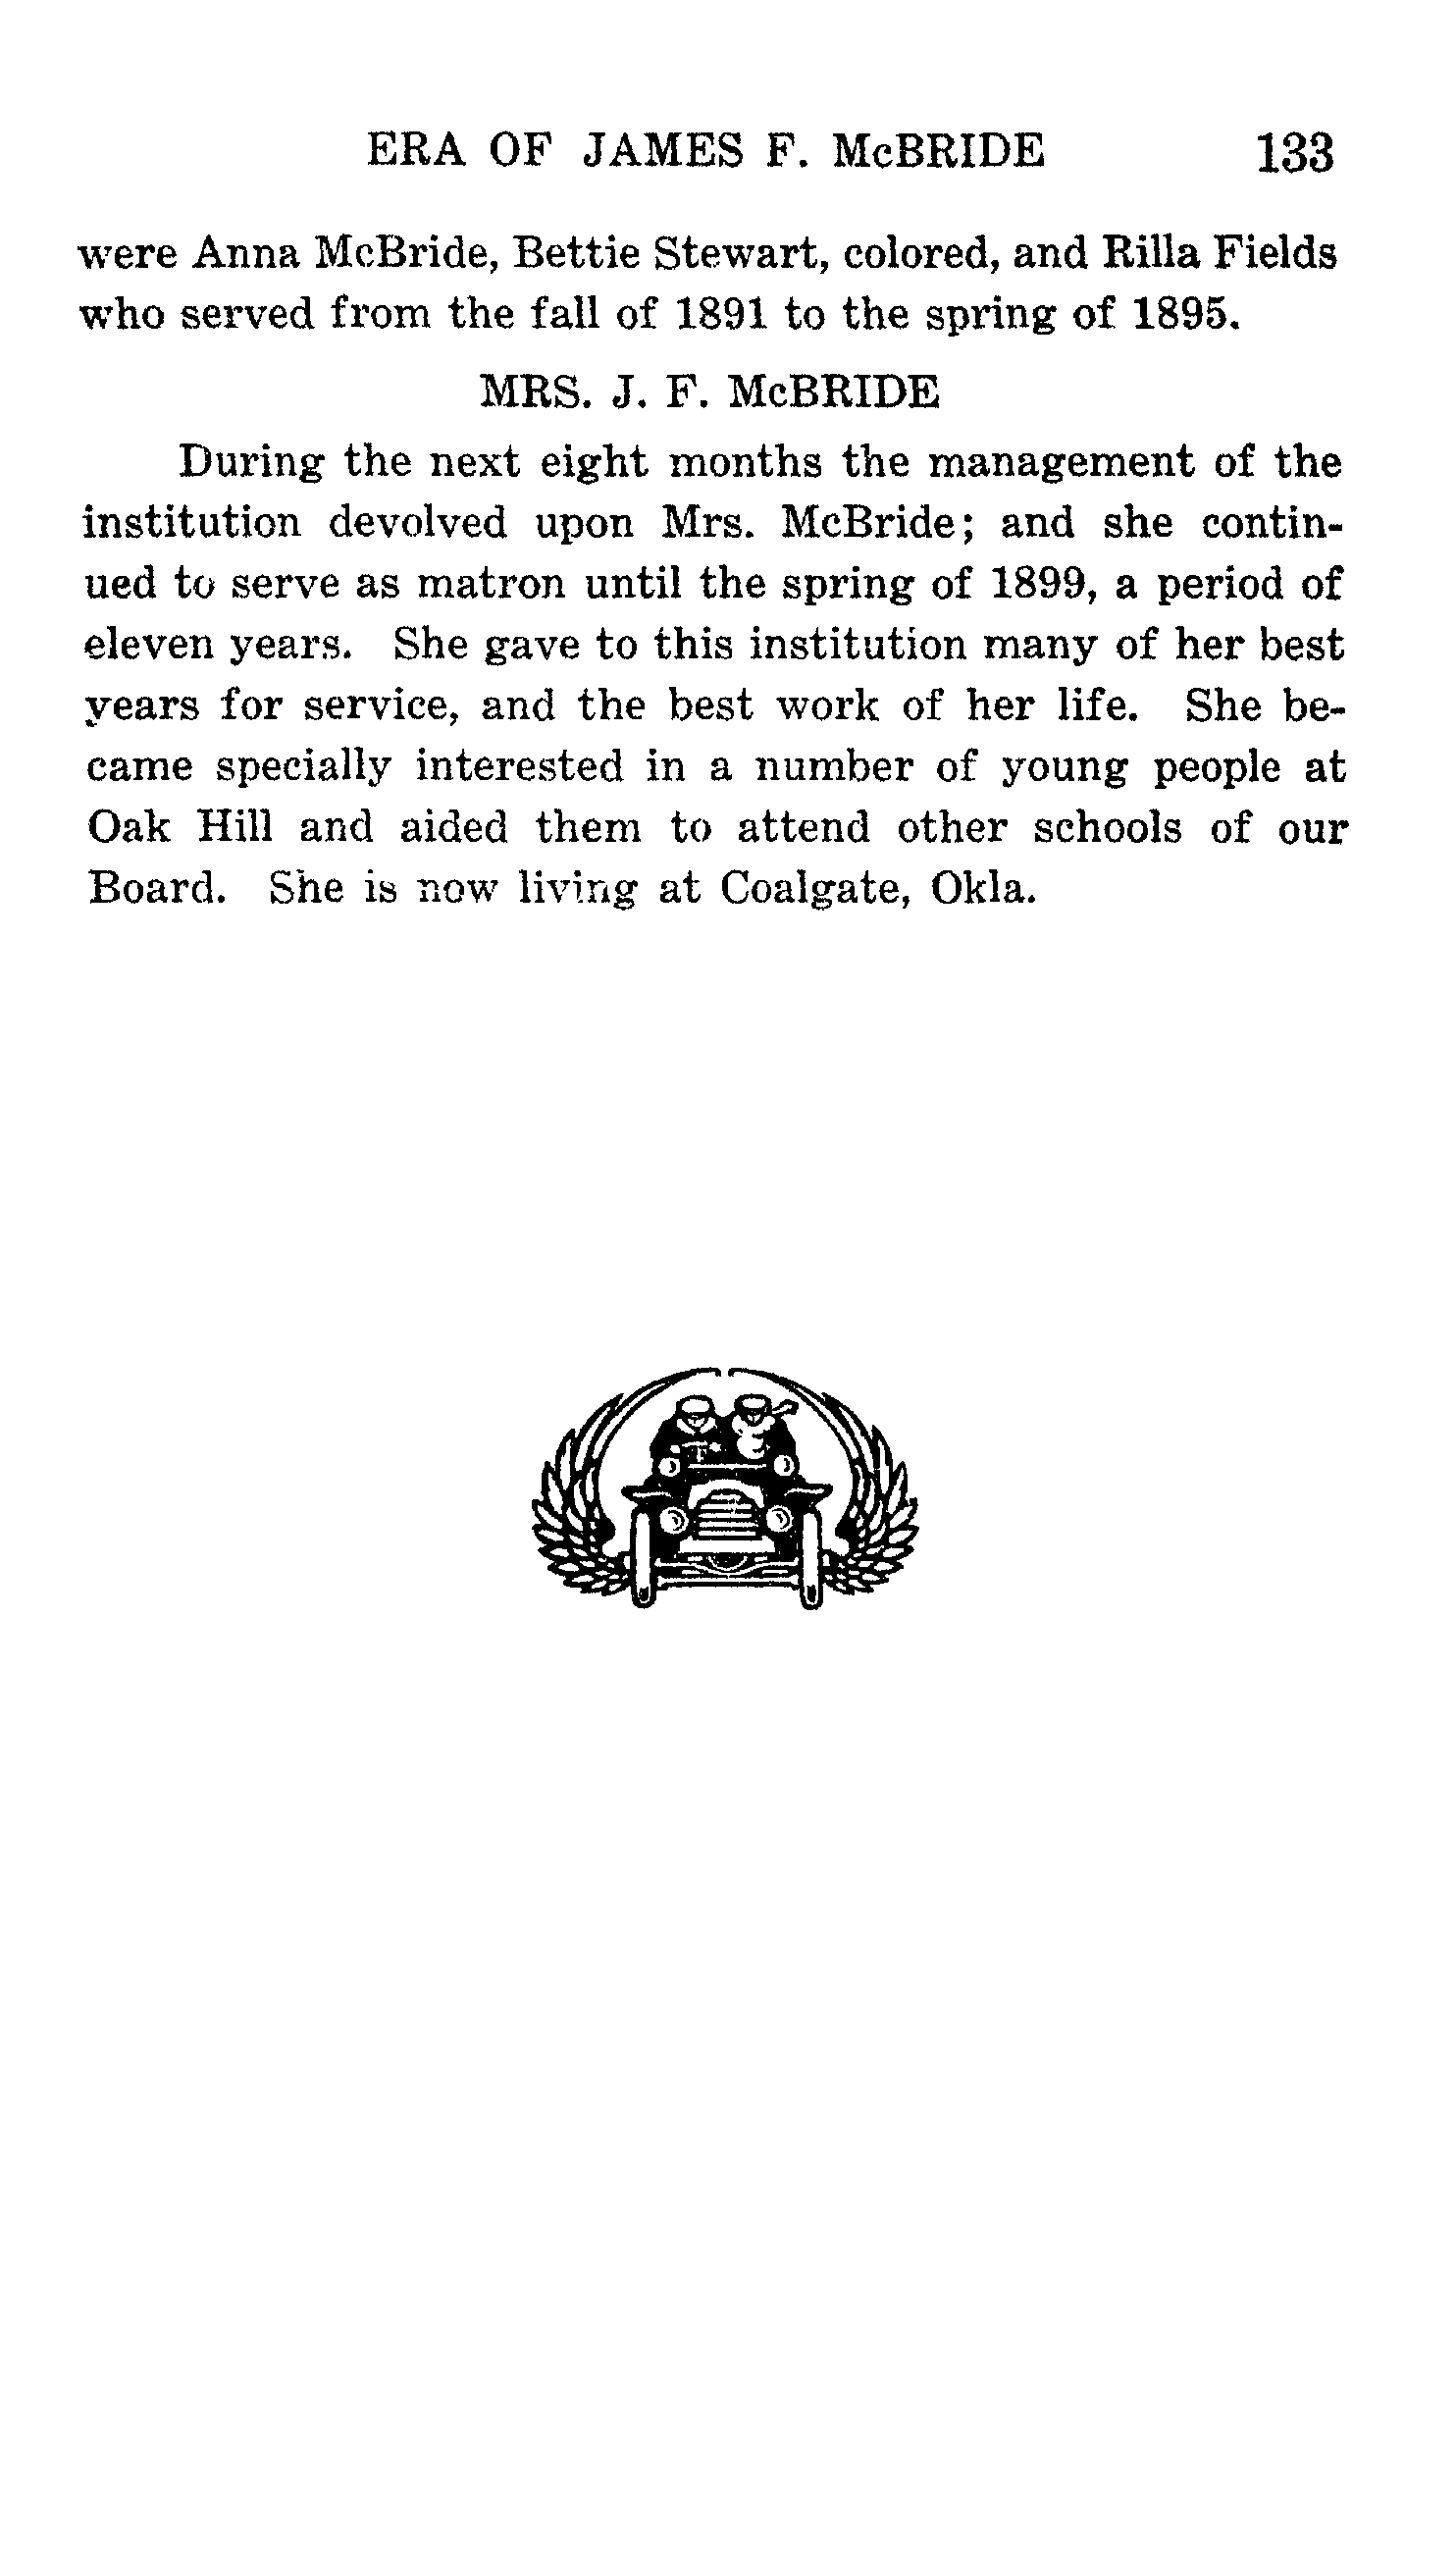 ERA OF JAMES F. McBRIDE 133
were Anna McBride, Bettie Stewart, colored, and Rilla Fields
who served from the fall of 1891 to the spring of 1895.
MRS. J. F. McBRIDE
During the next eight months the management of the
institution devolved upon Mrs. McBride; and she contin-
ued to serve as matron until the spring of 1899, a period of
eleven years. She gave to this institution many of her best
years for service, and the best work of her life. She be-
came specially interested in a number of young people at
Oak Hill and aided them to attend other schools of our
Board. She is now living at Coalgate, Okla.